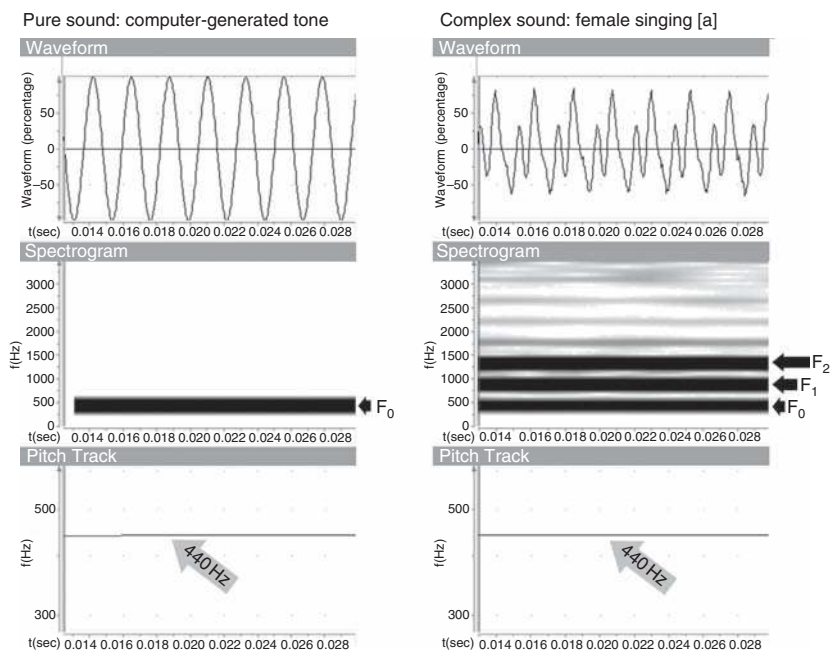 Pure sound: computer-generated tone
Waveform
Waveform (percentage)
50
0
−50
t(sec) 0.014 0.016 0.018 0.020 0.022 0.024 0.026 0.028
Spectrogram
f(Hz)
3000
2500
2000
1500
1000
500
0
F0
t(sec) 0.014 0.016 0.018 0.020 0.022 0.024 0.026 0.028
Pitch Track
f(Hz)
500
300
440 Hz
t(sec) 0.014 0.016 0.018 0.020 0.022 0.024 0.026 0.028
Complex sound: female singing [a]
Waveform
Waveform (percentage)
50
0
−50
t(sec) 0.014 0.016 0.018 0.020 0.022 0.024 0.026 0.028
Spectrogram
f(Hz)
3000
2500
2000
1500
1000
500
0
F2
F1
F0
t(sec) 0.014 0.016 0.018 0.020 0.022 0.024 0.026 0.028
Pitch Track
f(Hz)
500
300
440 Hz
t(sec) 0.014 0.016 0.018 0.020 0.022 0.024 0.026 0.028